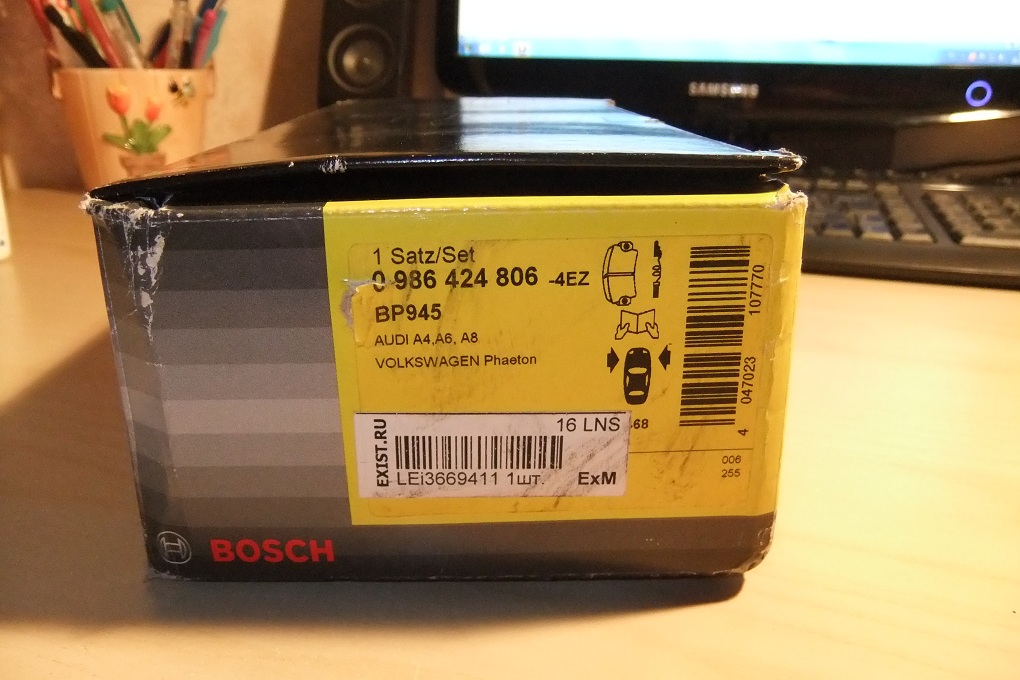 SAMSUNG
1 Satz/Set
0 986 424 806 -4EZ
BP945
AUDI A4,A6, A8
VOLKSWAGEN Phaeton
4 047023 107770
68
006
255
EXIST.RU
16 LNS
LEi3669411 1шт.
ExM
BOSCH